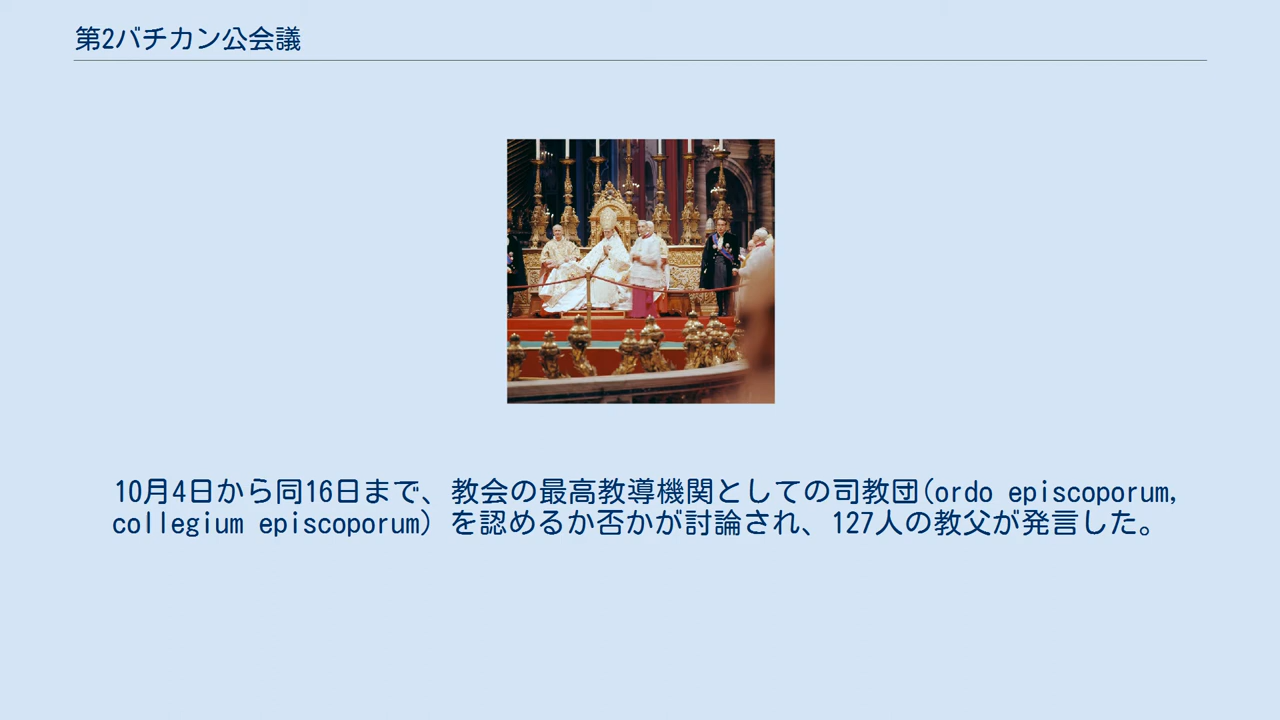 第2バチカン公会議
10月4日から同16日まで、教会の最高教導機関としての司教団(ordo episcoporum,
collegium episcoporum) を認めるか否かが討論され、127人の教父が発言した。